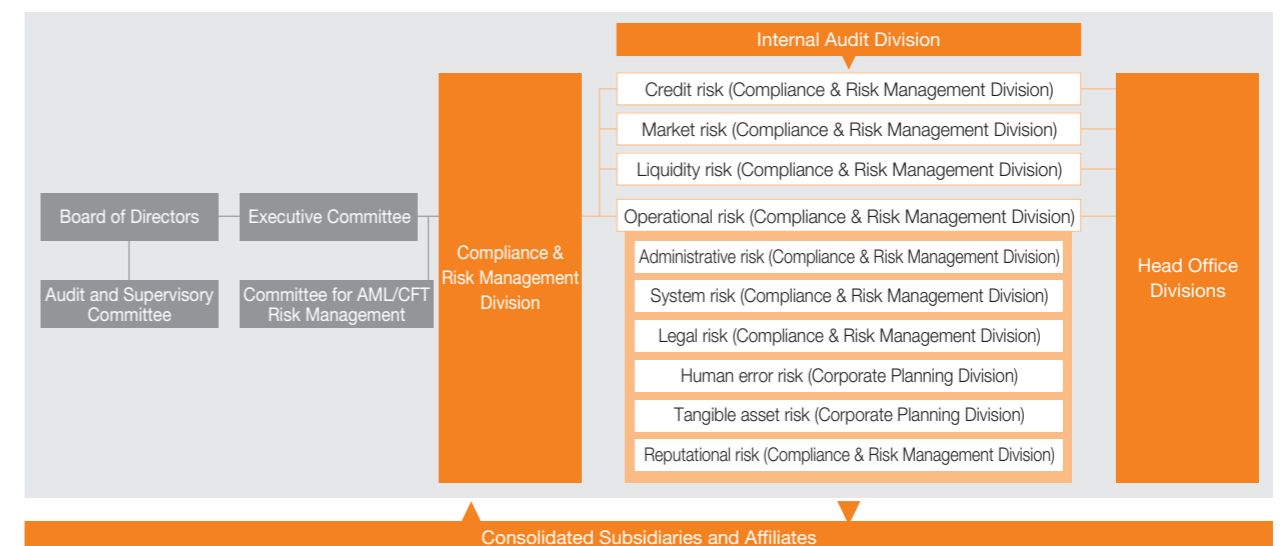 Internal Audit Division
Credit risk (Compliance & Risk Management Division)
Market risk (Compliance & Risk Management Division)
Liquidity risk (Compliance & Risk Management Division)
Board of Directors
Executive Committee
Operational risk (Compliance & Risk Management Division)
Audit and Supervisory
Committee
Committee for AML/CFT
Risk Management
Compliance &
Risk Management
Division
Administrative risk (Compliance & Risk Management Division)
System risk (Compliance & Risk Management Division)
Legal risk (Compliance & Risk Management Division)
Human error risk (Corporate Planning Division)
Tangible asset risk (Corporate Planning Division)
Reputational risk (Compliance & Risk Management Division)
Head Office
Divisions
Consolidated Subsidiaries and Affiliates